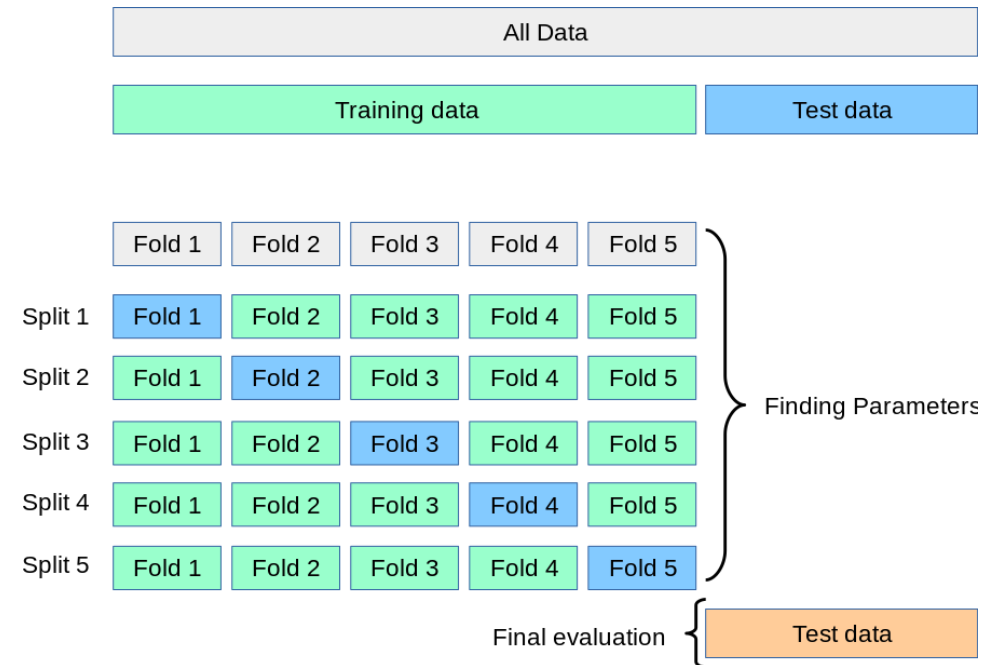 All Data
Training data Test data
Fold 1 Fold 2 Fold 3 Fold 4 Fold 5
Split 1 Fold 1 Fold 2 Fold 3 Fold 4 Fold 5
Split 2 Fold 1 Fold 2 Fold 3 Fold 4 Fold 5
Finding Parameters
Split 3 Fold 1 Fold 2 Fold 3 Fold 4 Fold 5
Split 4 Fold 1 Fold 2 Fold 3 Fold 4 Fold 5
Split 5 Fold 1 Fold 2 Fold 3 Fold 4 Fold 5
Final evaluation Test data